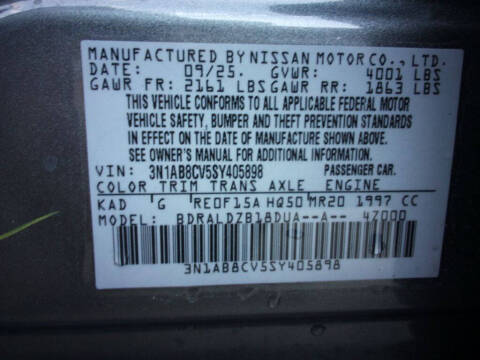 MANUFACTURED BY NISSAN MOTOR CO., LTD.
DATE: 09/25. GVWR: 4001 LBS
GAWR FR: 2161 LBS GAWR RR: 1863 LBS
THIS VEHICLE CONFORMS TO ALL APPLICABLE FEDERAL MOTOR
VEHICLE SAFETY, BUMPER AND THEFT PREVENTION STANDARDS
IN EFFECT ON THE DATE OF MANUFACTURE SHOWN ABOVE.
SEE OWNER'S MANUAL FOR ADDITIONAL INFORMATION
VIN: 3N1AB8CV5SY405898 PASSENGER CAR.
COLOR TRIM TRANS AXLE ENGINE
KAD G RE0F15A HQ50 MR20 1997 CC
MODEL: BDRALDZB18DUA--A-- 4Z000
3N1AB8CV5SY405898